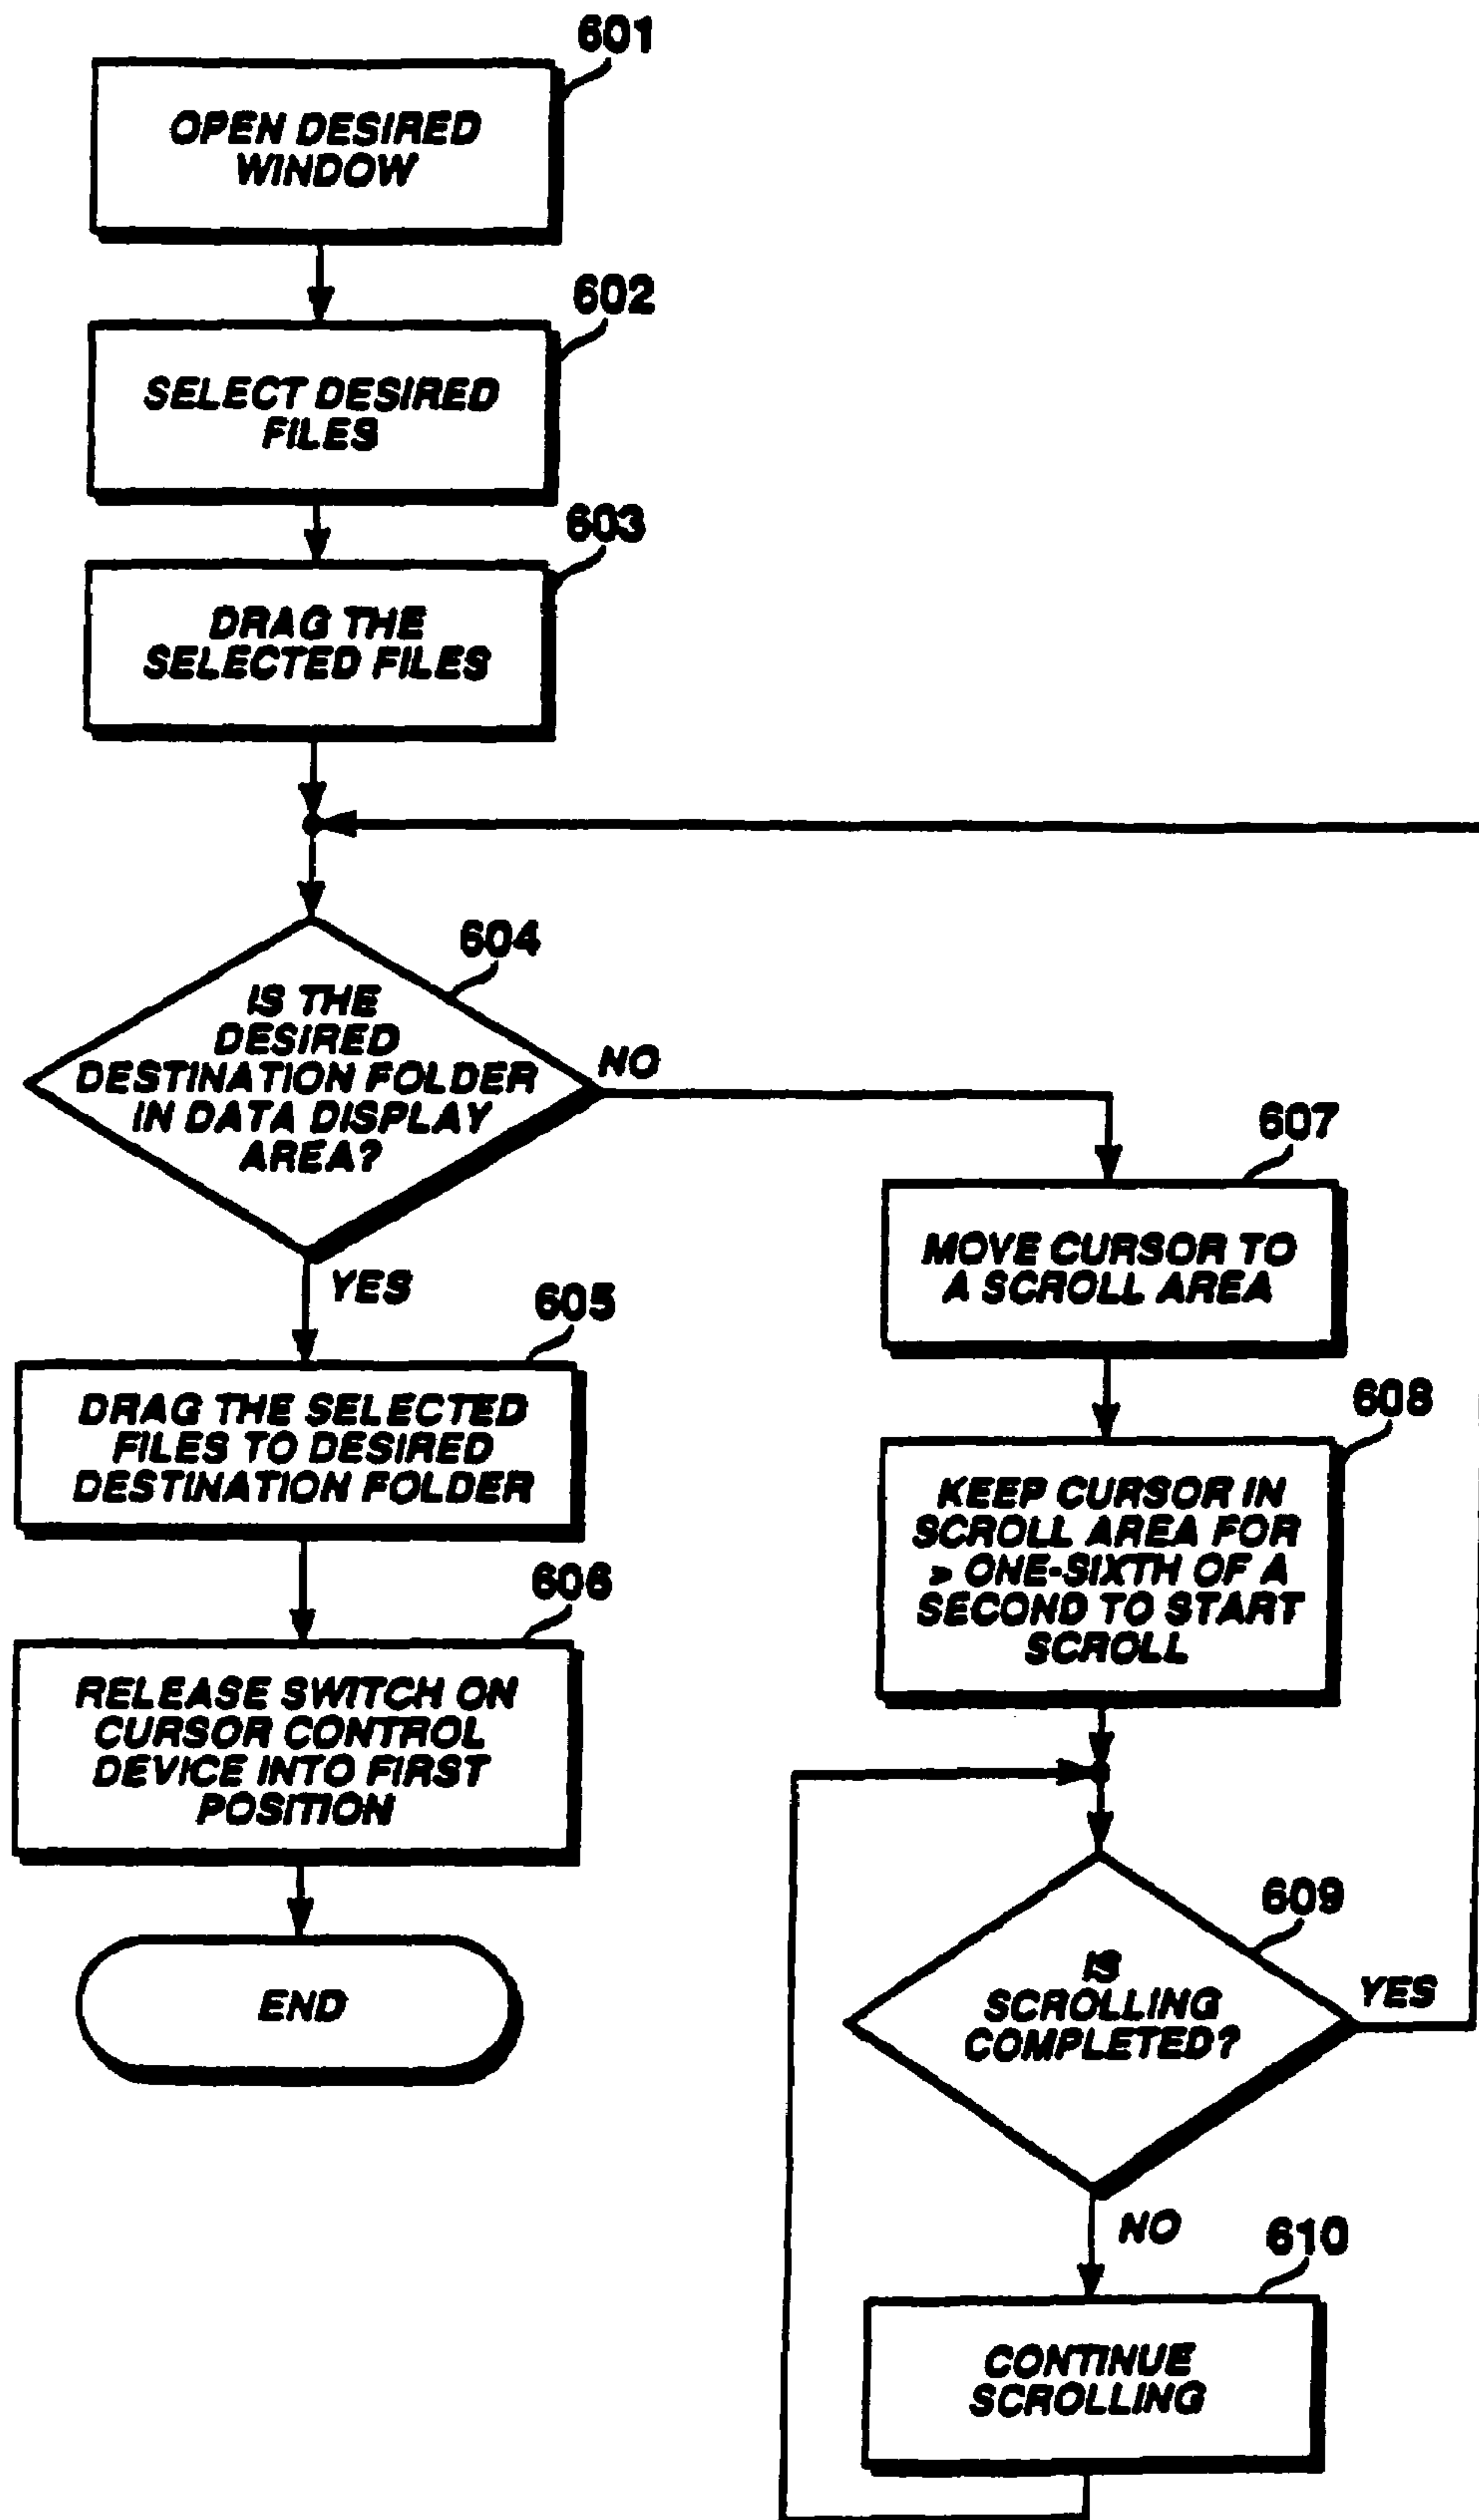 601
OPEN DESIRED
WINDOW
602
SELECT DESIRED
FILES
603
DRAG THE
SELECTED FILES
604
IS THE
DESIRED
DESTINATION FOLDER
IN DATA DISPLAY
AREA?
NO
YES
605
DRAG THE SELECTED
FILES TO DESIRED
DESTINATION FOLDER
606
RELEASE SWITCH ON
CURSOR CONTROL
DEVICE INTO FIRST
POSITION
END
607
MOVE CURSOR TO
A SCROLL AREA
608
KEEP CURSOR IN
SCROLL AREA FOR
> ONE-SIXTH OF A
SECOND TO START
SCROLL
609
IS
SCROLLING
COMPLETED?
YES
NO
610
CONTINUE
SCROLLING